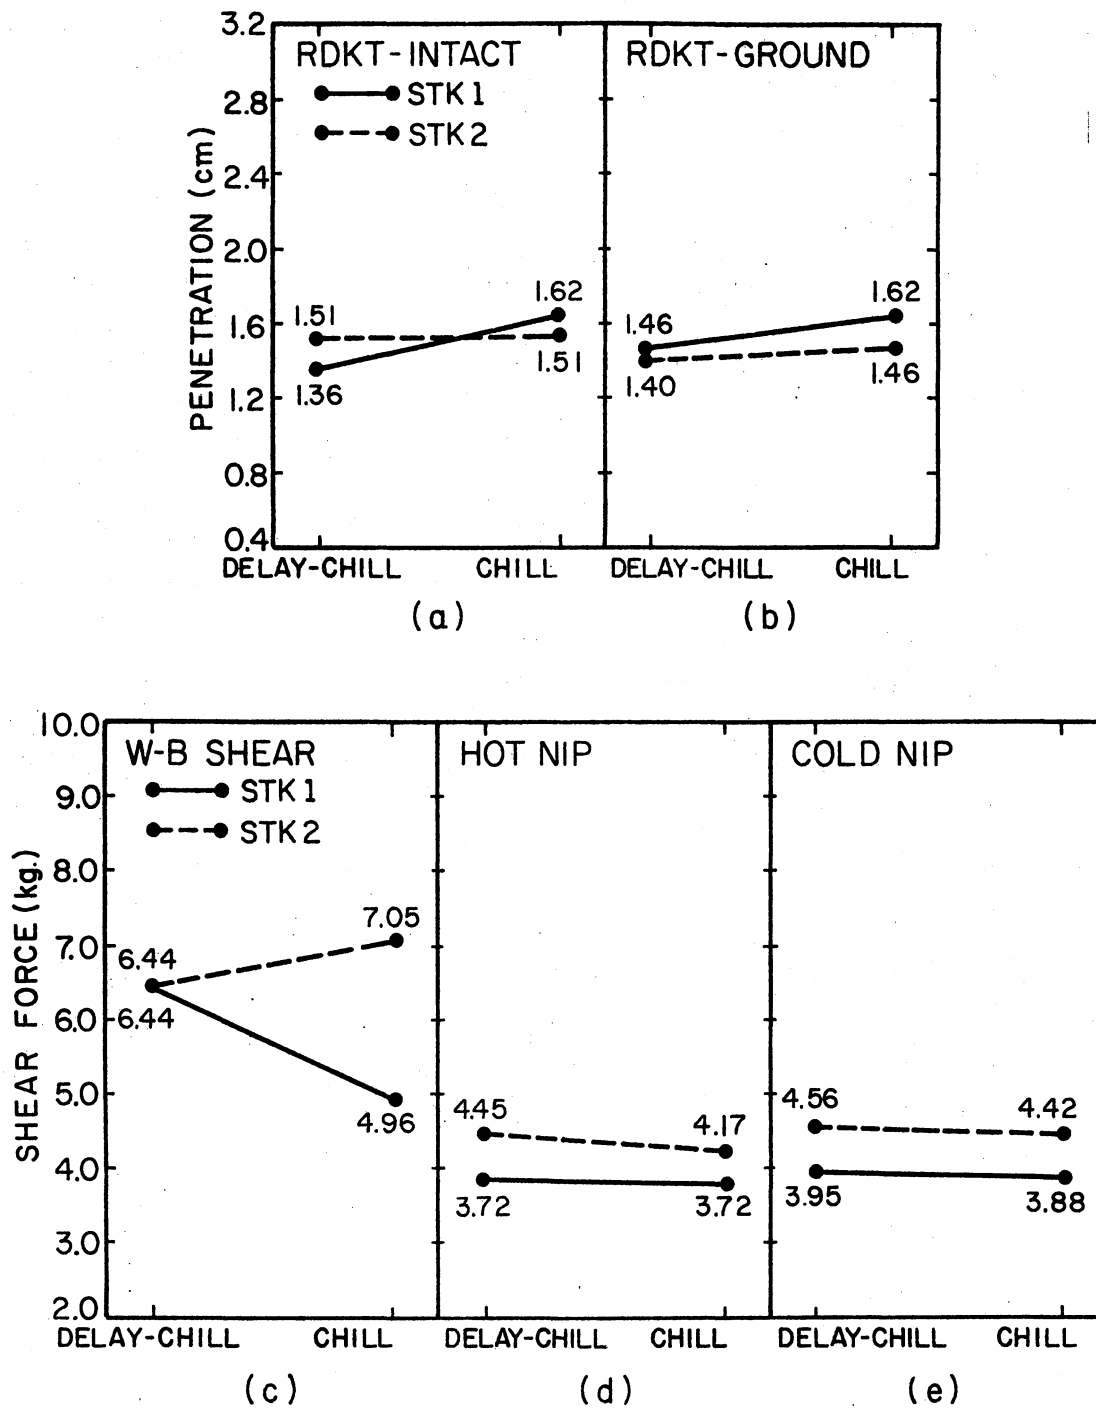 3.2
2.8
2.4
2.0
1.6
1.2
0.8
0.4
PENETRATION (cm)
RDKT-INTACT
STK 1
STK 2
1.51
1.36
1.62
1.51
RDKT-GROUND
1.46
1.40
1.62
1.46
DELAY-CHILL CHILL DELAY-CHILL CHILL
(a) (b)
10.0
9.0
8.0
7.0
6.0
5.0
4.0
3.0
2.0
SHEAR FORCE (kg.)
W-B SHEAR
STK 1
STK 2
6.44
6.44
7.05
4.96
HOT NIP
4.45
3.72
4.17
3.72
COLD NIP
4.56
3.95
4.42
3.88
DELAY-CHILL CHILL DELAY-CHILL CHILL DELAY-CHILL CHILL
(c) (d) (e)